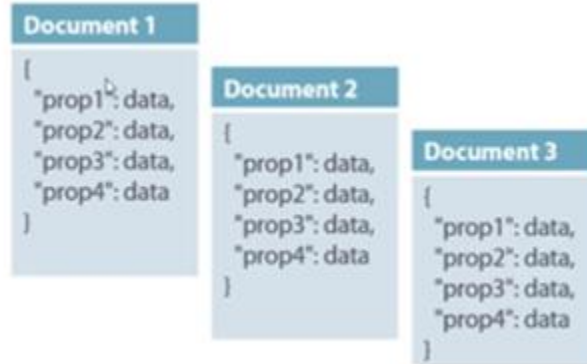 Document 1
{
"prop1": data,
"prop2": data,
"prop3": data,
"prop4": data
}
Document 2
{
"prop1": data,
"prop2": data,
"prop3": data,
"prop4": data
}
Document 3
{
"prop1": data,
"prop2": data,
"prop3": data,
"prop4": data
}